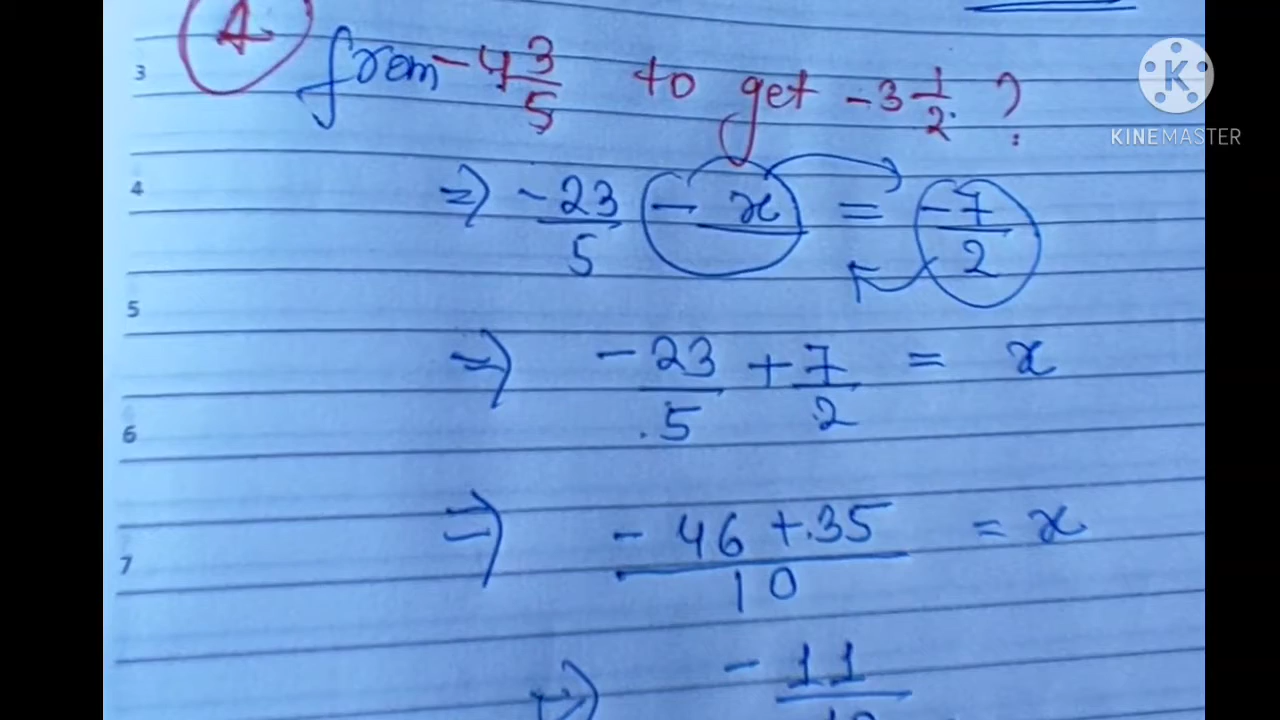 A
3 from -4 3/5 to get -3 1/2 ?
KINEMASTER
4 => -23/5 - x = -7/2
5
=> -23/5 + 7/2 = x
6
=> -46 + 35/10 = x
7
=> -11/10